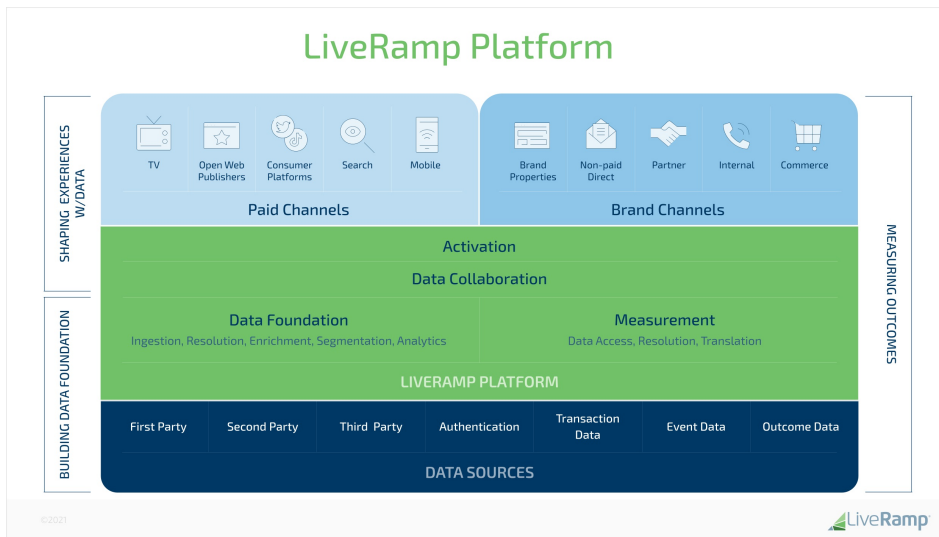 LiveRamp Platform
SHAPING EXPERIENCES
W/DATA
TV
Open Web
Publishers
Consumer
Platforms
Search
Mobile
Paid Channels
Brand
Properties
Non-paid
Direct
Partner
Internal
Commerce
Brand Channels
Activation
Data Collaboration
Data Foundation
Ingestion, Resolution, Enrichment, Segmentation, Analytics
Measurement
Data Access, Resolution, Translation
LIVERAMP PLATFORM
BUILDING DATA FOUNDATION
First Party
Second Party
Third Party
Authentication
Transaction
Data
Event Data
Outcome Data
DATA SOURCES
MEASURING OUTCOMES
©2021
LiveRamp